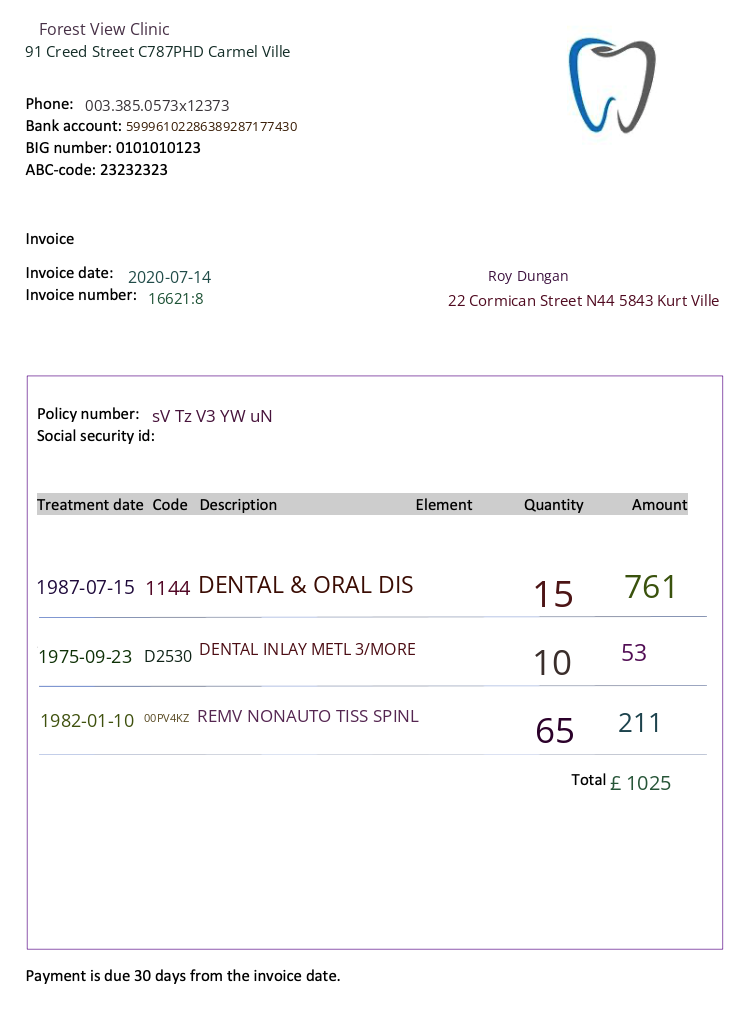 Forest View Clinic
91 Creed Street C787PHD Carmel Ville
Phone: 003.385.0573x12373
Bank account: 59996102286389287177430
BIG number: 0101010123
ABC-code: 23232323
Invoice
Invoice date: 2020-07-14
Invoice number: 16621:8
Roy Dungan
22 Cormican Street N44 5843 Kurt Ville
Policy number: sV Tz V3 YW uN
Social security id:
Treatment date Code Description Element Quantity Amount
1987-07-15 1144 DENTAL & ORAL DIS 15 761
1975-09-23 D2530 DENTAL INLAY METL 3/MORE 10 53
1982-01-10 00PV4KZ REMV NONAUTO TISS SPINL 65 211
Total £ 1025
Payment is due 30 days from the invoice date.